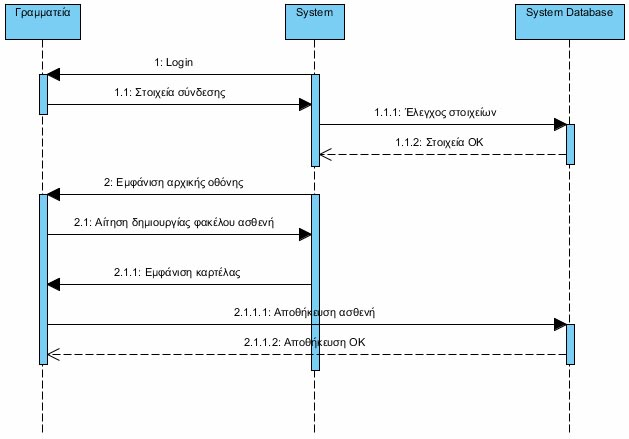 Γραμματεία
System
System Database
1: Login
1.1: Στοιχεία σύνδεσης
1.1.1: Έλεγχος στοιχείων
1.1.2: Στοιχεία OK
2: Εμφάνιση αρχικής οθόνης
2.1: Αίτηση δημιουργίας φακέλου ασθενή
2.1.1: Εμφάνιση καρτέλας
2.1.1.1: Αποθήκευση ασθενή
2.1.1.2: Αποθήκευση OK